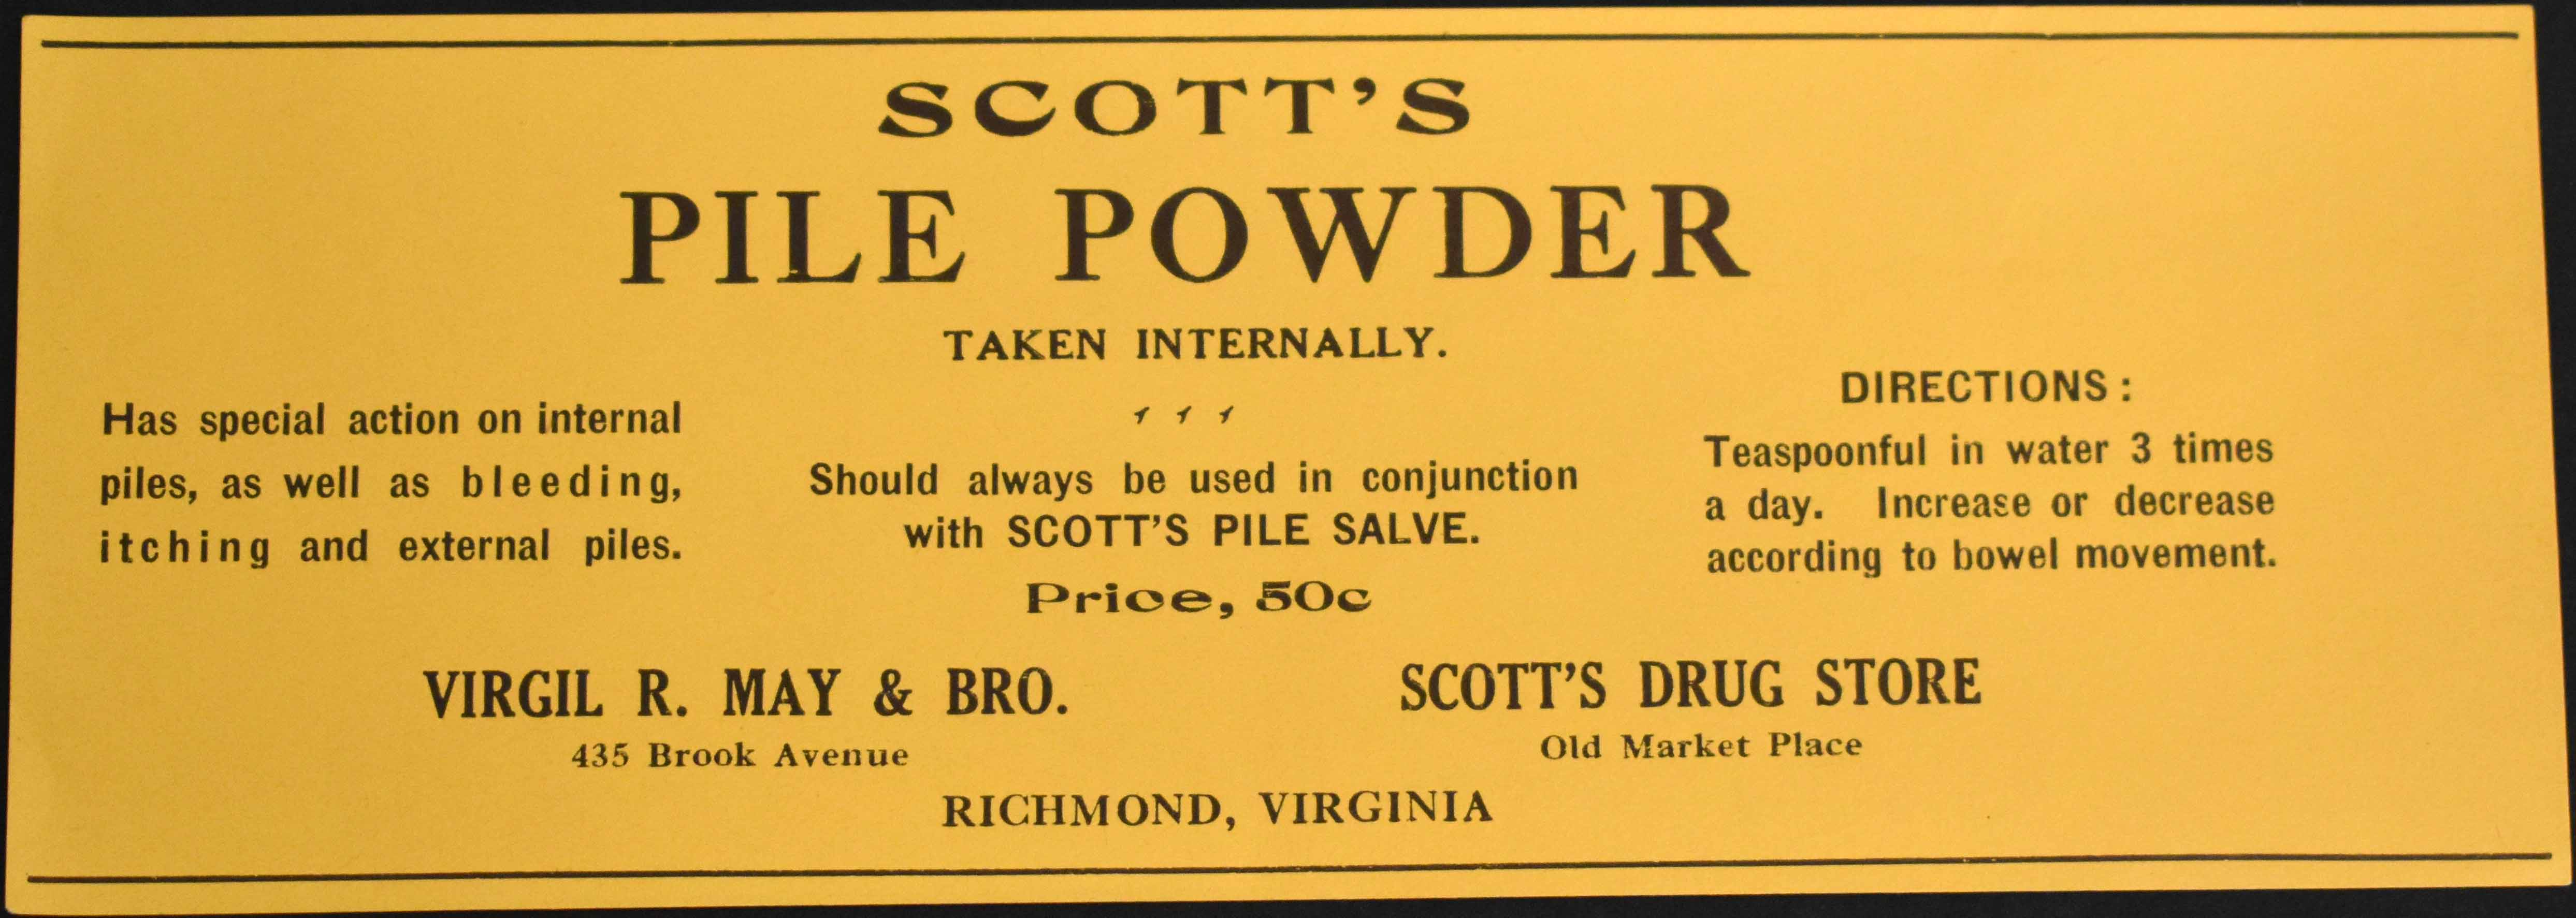 SCOTT'S
PILE POWDER
TAKEN INTERNALLY.
Has special action on internal
piles, as well as bleeding,
itching and external piles.
Should always be used in conjunction
with SCOTT'S PILE SALVE.
Price, 50c
DIRECTIONS:
Teaspoonful in water 3 times
a day. Increase or decrease
according to bowel movement.
VIRGIL R. MAY & BRO.
435 Brook Avenue
SCOTT'S DRUG STORE
Old Market Place
RICHMOND, VIRGINIA